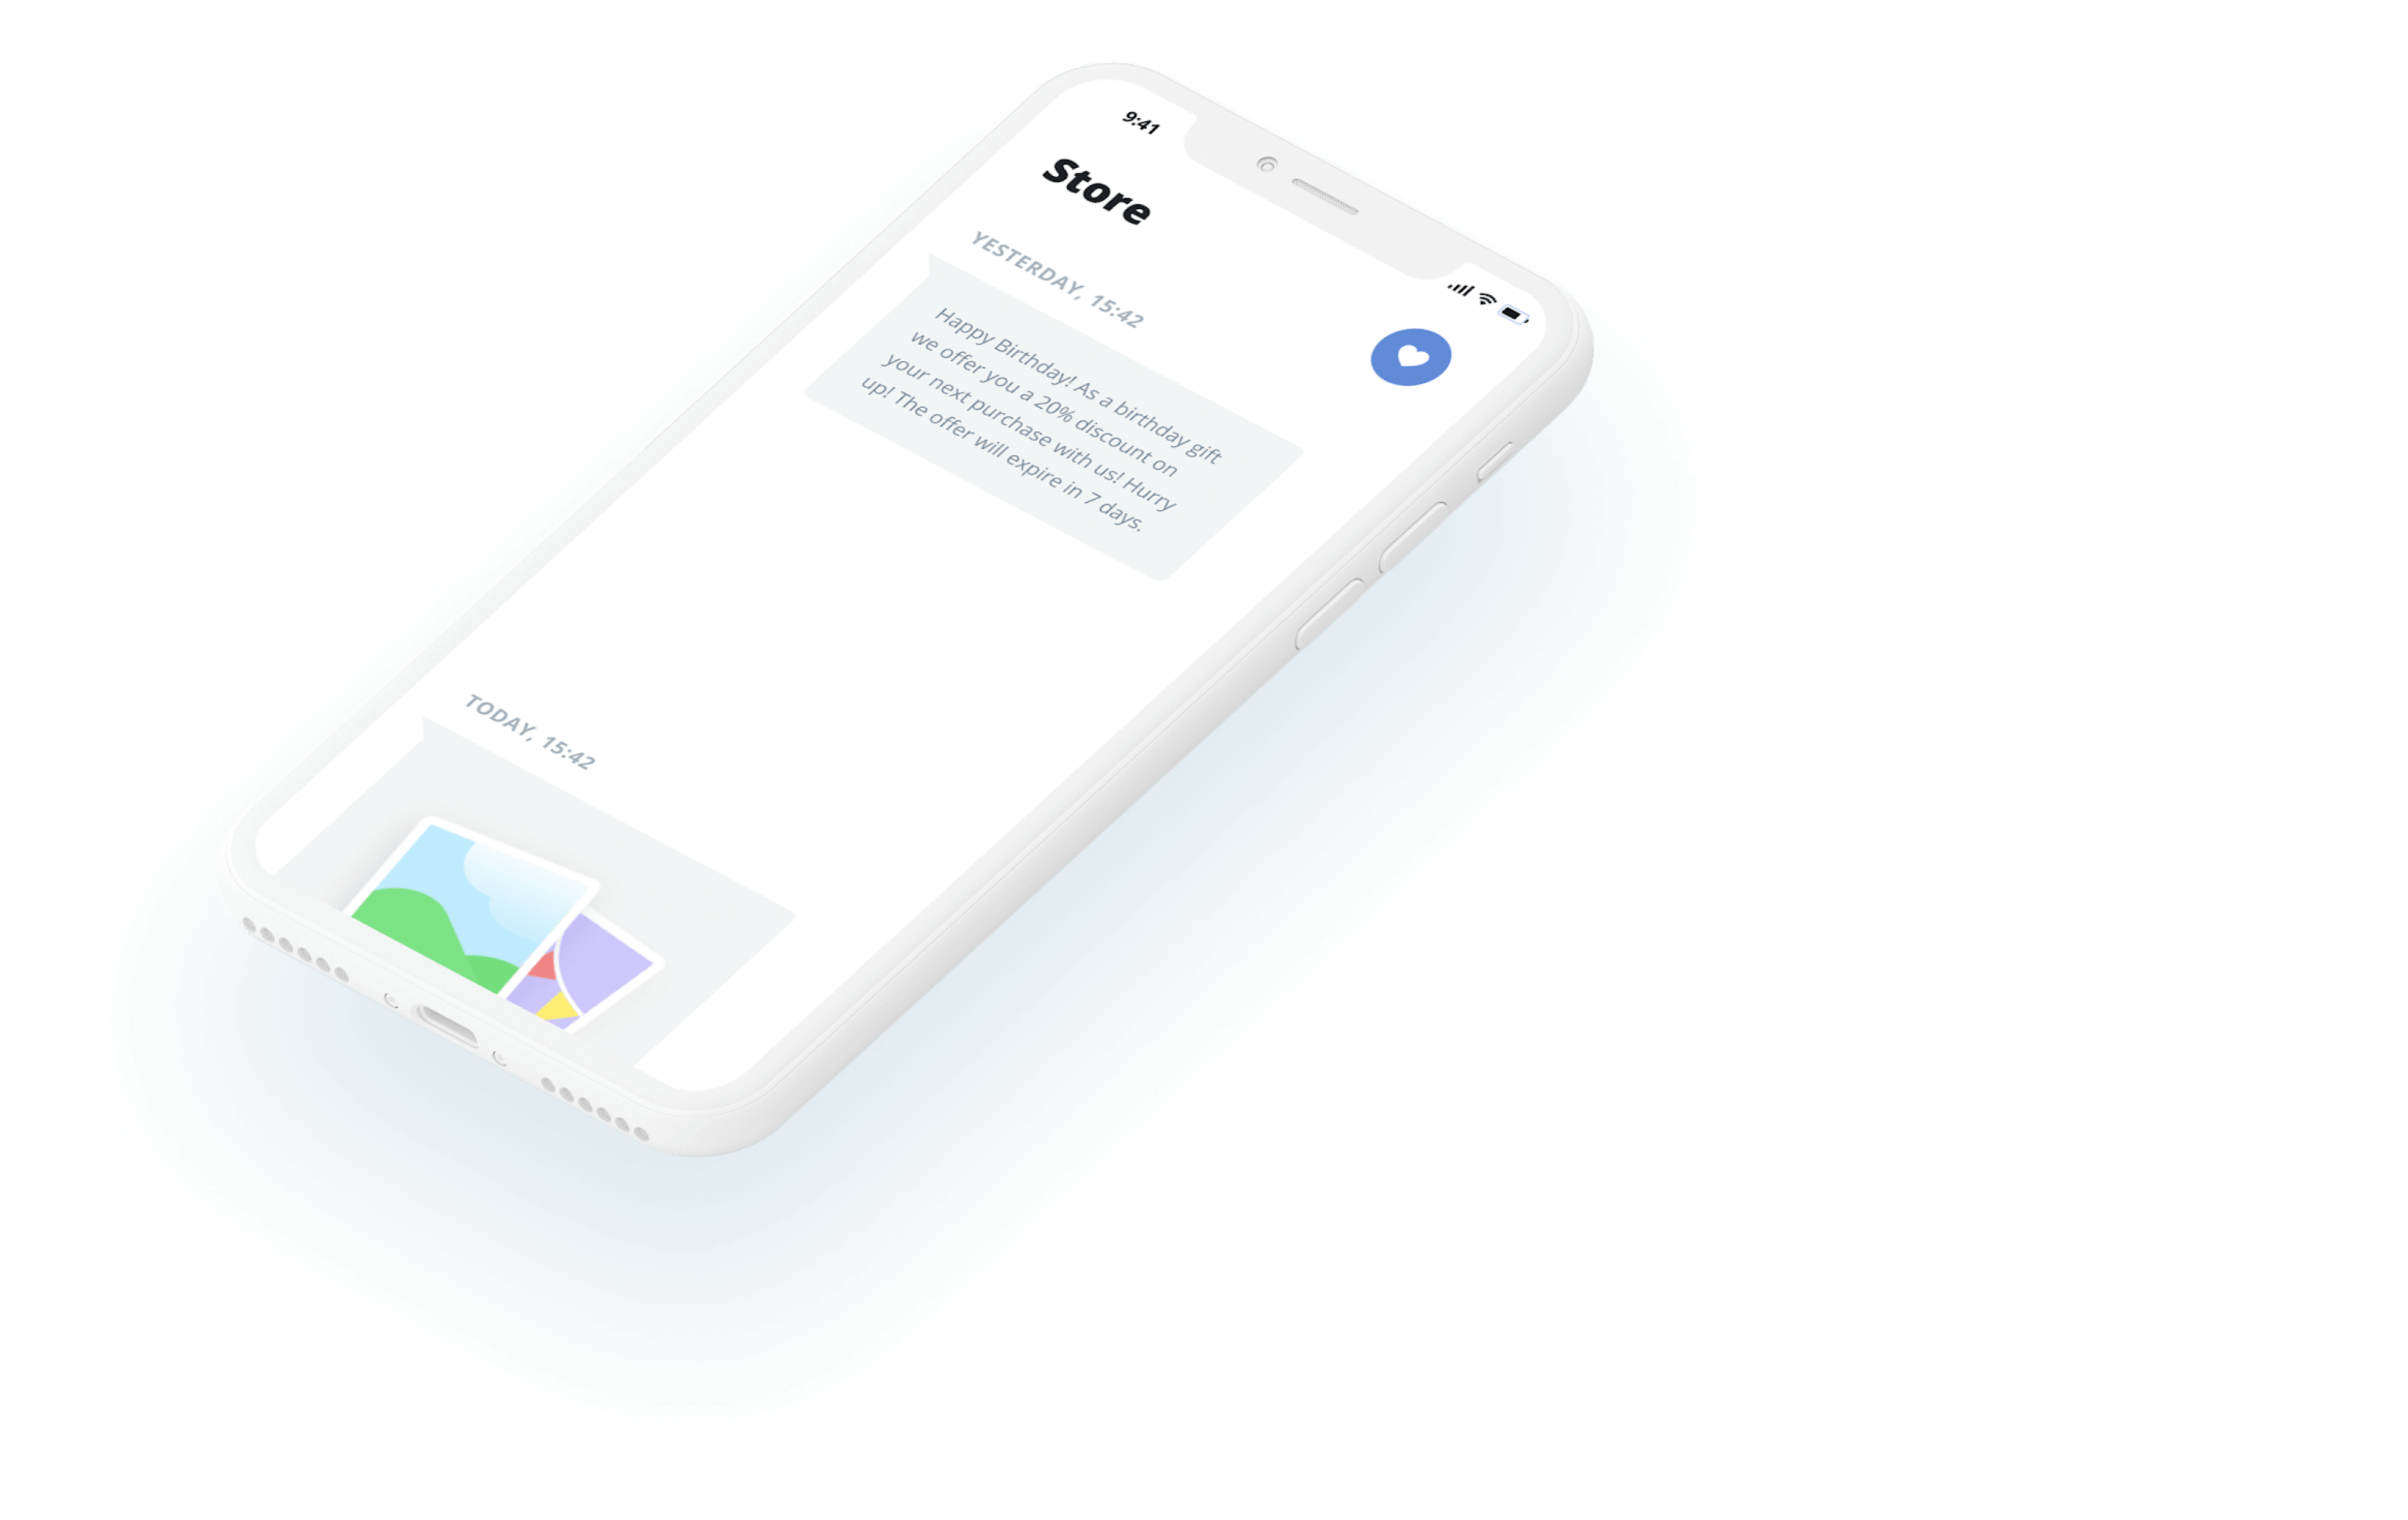 9:41
Store
YESTERDAY, 15:42
Happy Birthday! As a birthday gift
we offer you a 20% discount on
your next purchase with us! Hurry
up! The offer will expire in 7 days.
TODAY, 15:42